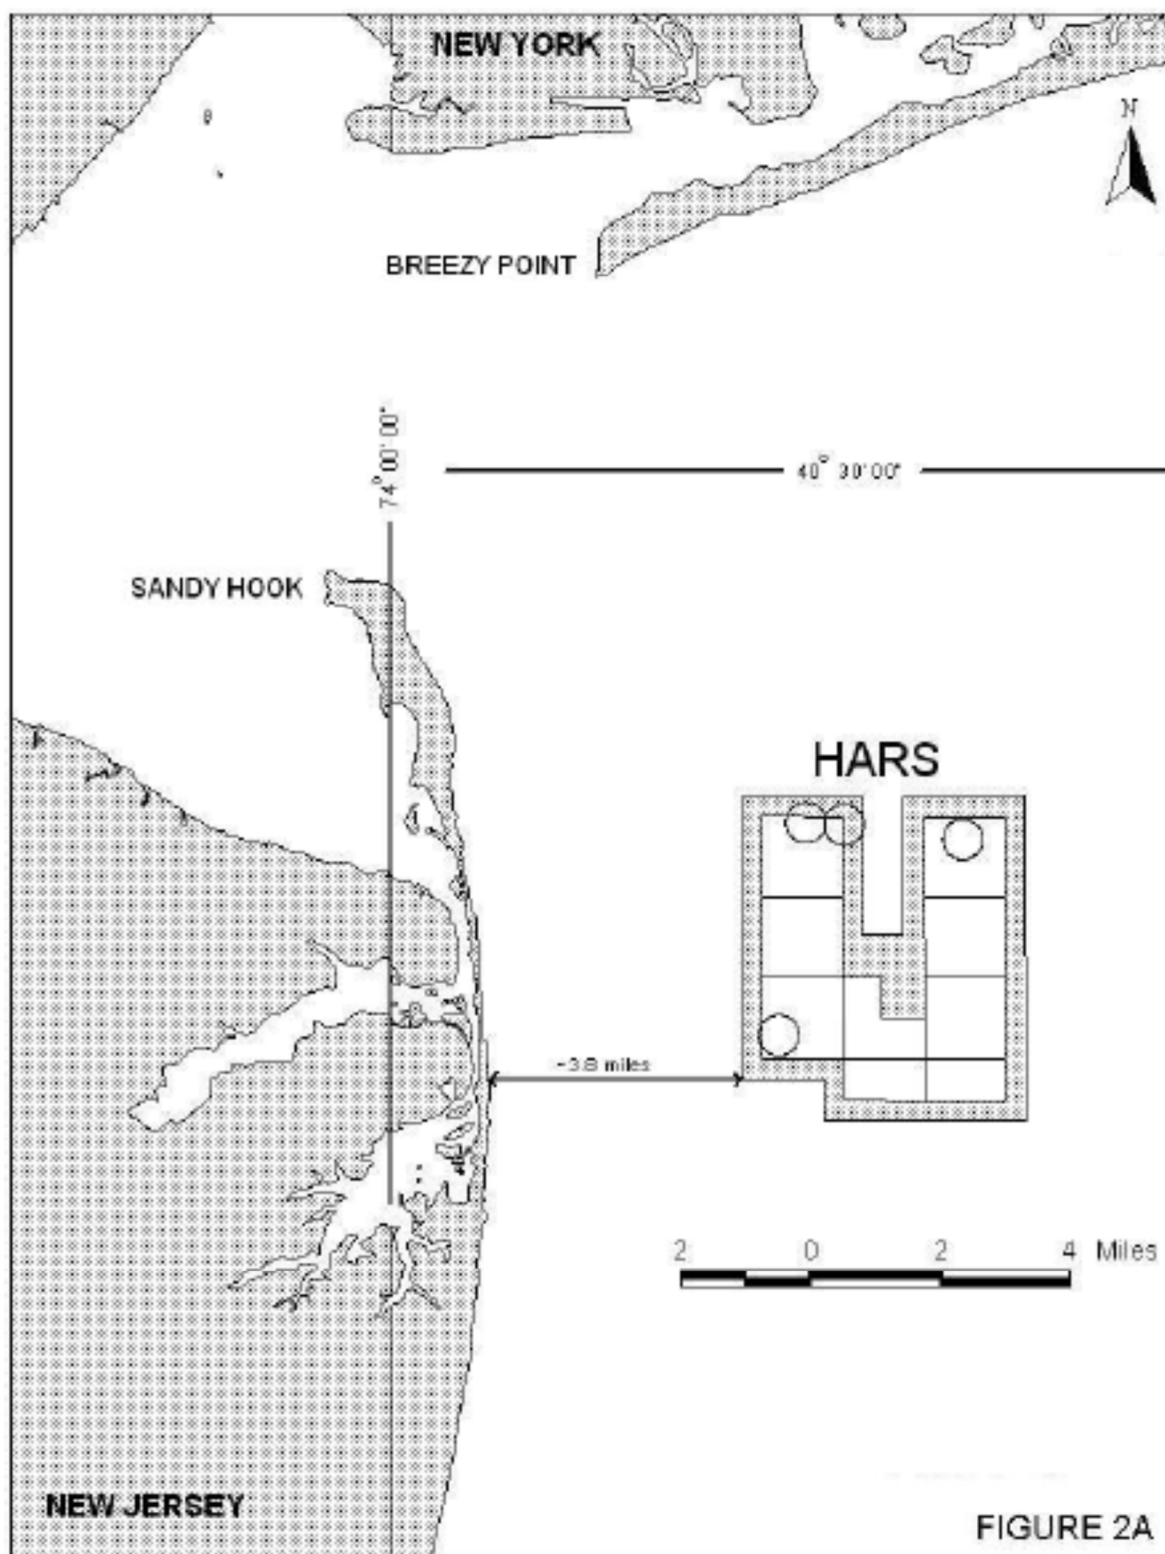 NEW YORK
N
BREEZY POINT
74° 00' 00"
40° 30' 00"
SANDY HOOK
HARS
~3.8 miles
2 0 2 4 Miles
NEW JERSEY
FIGURE 2A